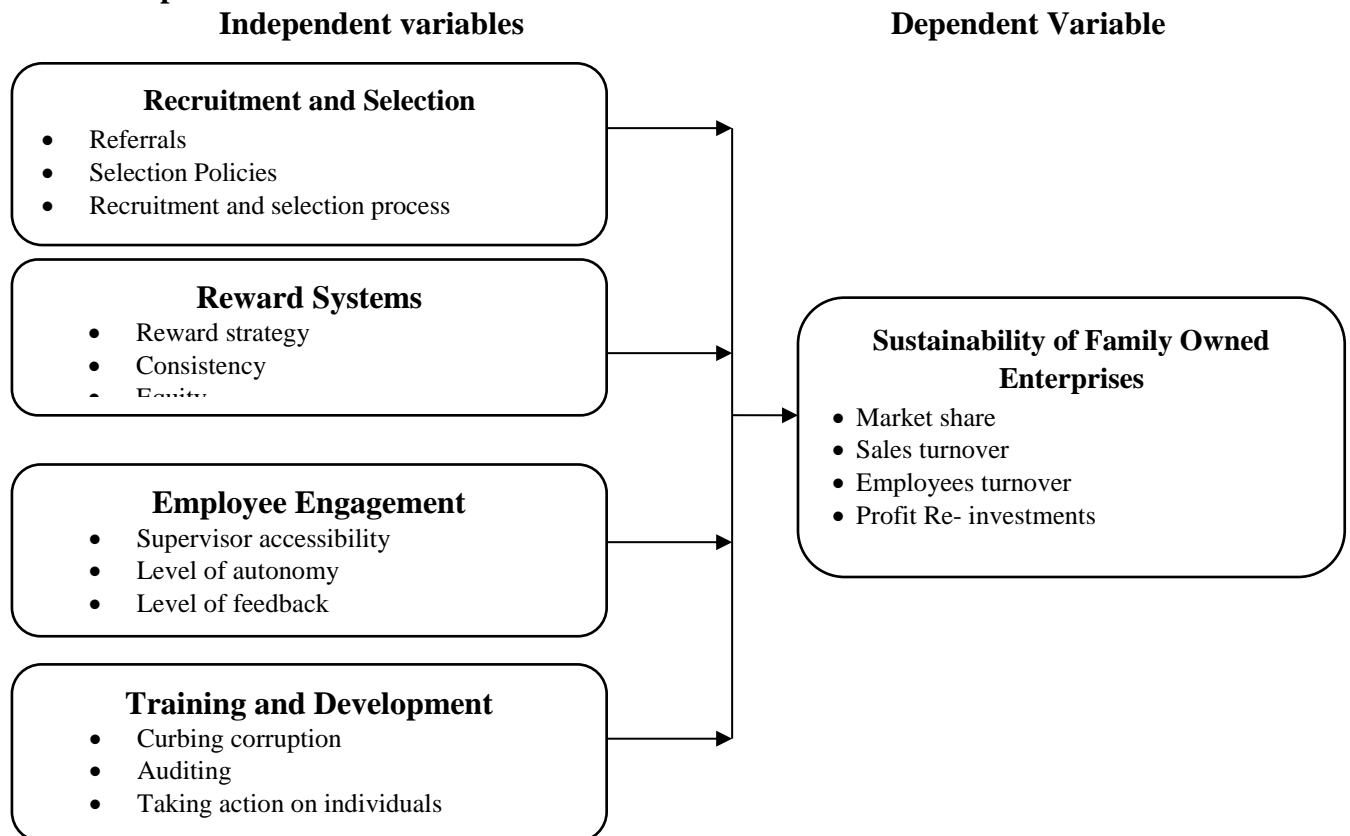 Independent variables
Dependent Variable
Recruitment and Selection
• Referrals
• Selection Policies
• Recruitment and selection process
Reward Systems
• Reward strategy
• Consistency
• Equity
Employee Engagement
• Supervisor accessibility
• Level of autonomy
• Level of feedback
Training and Development
• Curbing corruption
• Auditing
• Taking action on individuals
Sustainability of Family Owned
Enterprises
• Market share
• Sales turnover
• Employees turnover
• Profit Re- investments